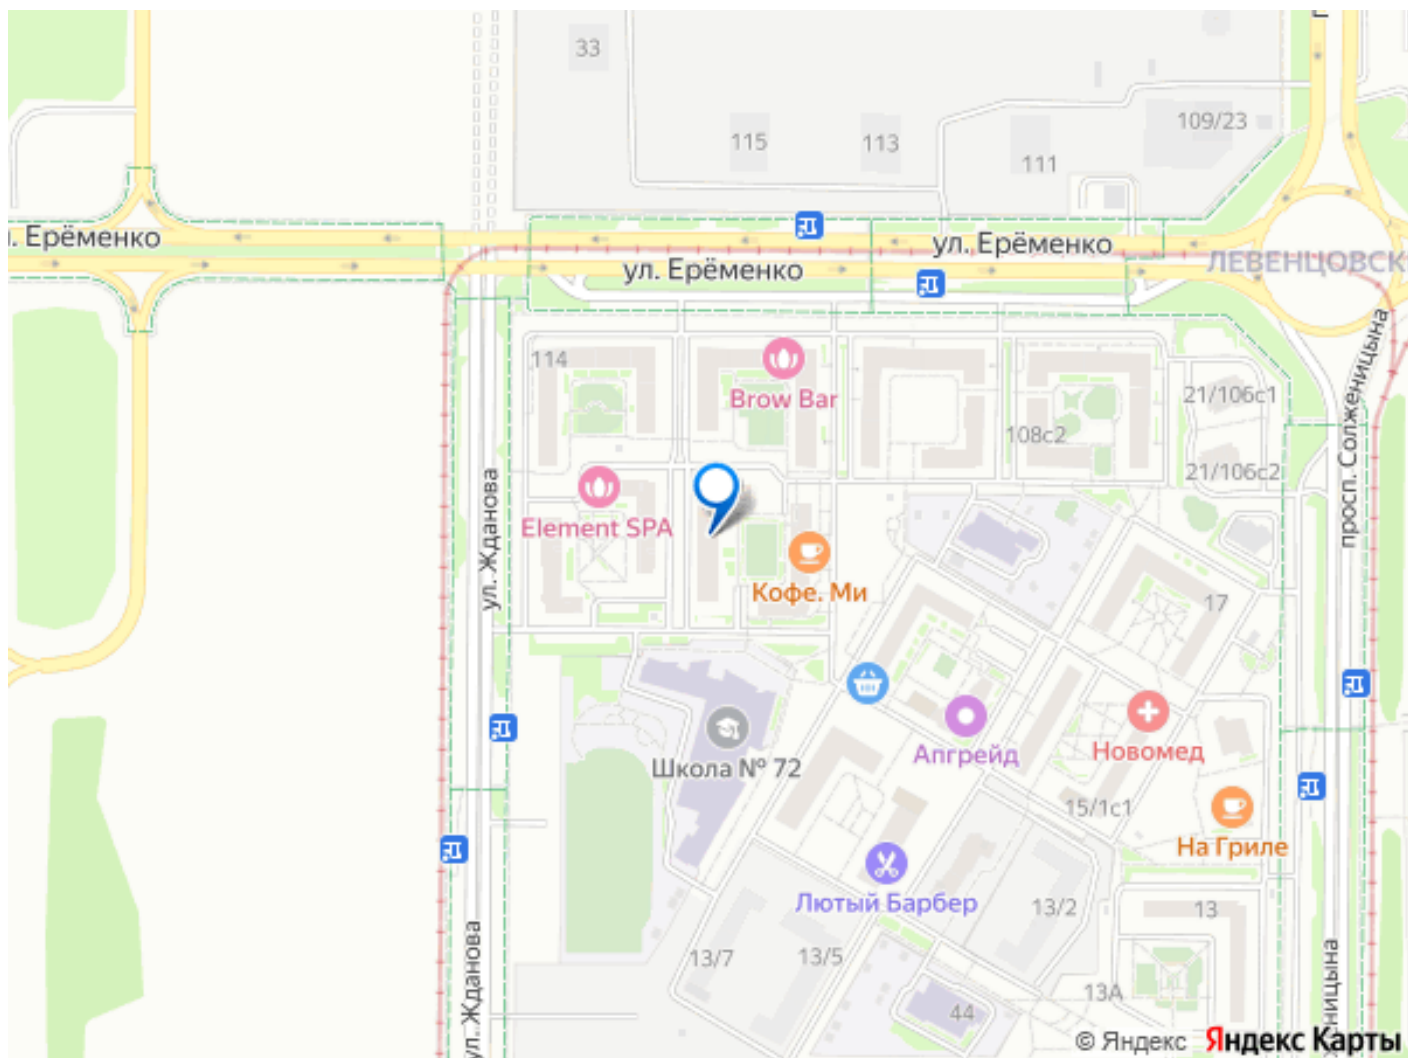 33
115
113
111
109/23
. Ерёменко
ул. Ерёменко
ул. Ерёменко
ЛЕВЕНЦОВСК
114
Brow Bar
108с2
21/106с1
21/106с2
просп. Солженицына
ул. Жданова
Element SPA
Кофе. Ми
17
Школа № 72
Апгрейд
Новомед
15/1с1
На Гриле
Лютый Барбер
13/2
13
13/7
13/5
13А
44
ул. Жданова
ницына
© Яндекс Яндекс Карты